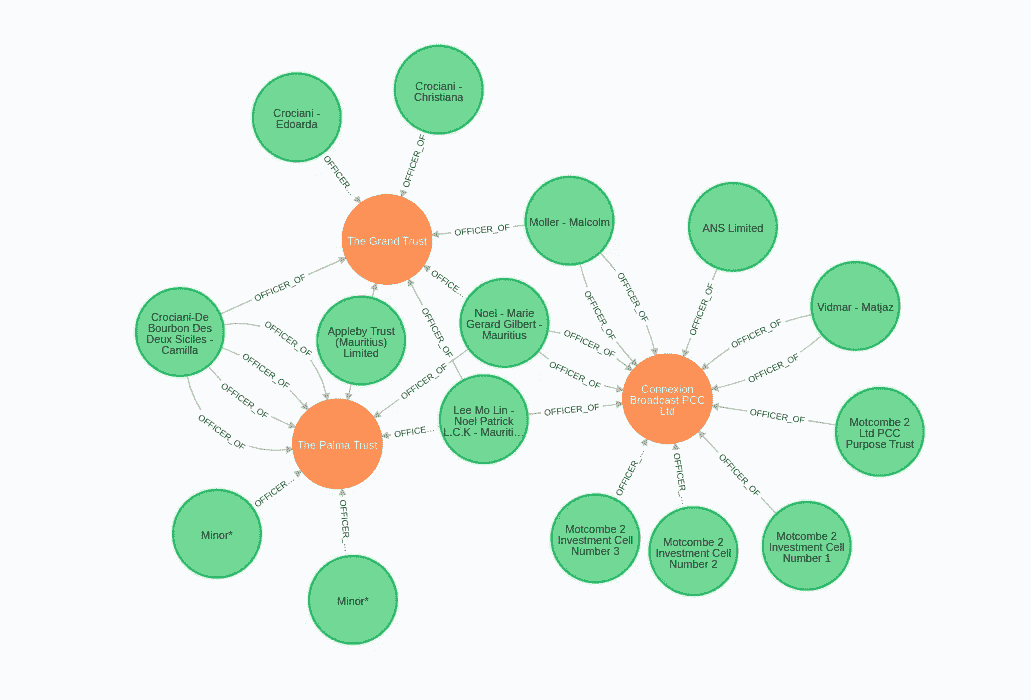 Crociani -
Christiana
Crociani -
Edoarda
OFFICER_OF
OFFICER…
The Grand Trust
OFFICER_OF
Moller - Malcolm
ANS Limited
OFFICER_OF
OFFICE…
OFFICER_OF
OFFICER_OF
OFFICER_OF
Vidmar - Matjaz
Crociani-De
Bourbon Des
Deux Siciles -
Camilla
OFFICER_OF
Appleby Trust
(Mauritius)
Limited
OFFICER_OF
Noel - Marie
Gerard Gilbert -
Mauritius
OFFICER_OF
OFFICER_OF
OFFICER_OF
OFFICER_OF
OFFICER_OF
OFFICER_OF
OFFICER_OF
Connexion
Broadcast PCC
Ltd
OFFICER_OF
OFFICER_OF
Lee Mo Lin -
Noel Patrick
L.C.K - Mauriti…
OFFICER_OF
OFFICER_OF
Motcombe 2
Ltd PCC
Purpose Trust
The Palma Trust
OFFICE…
OFFICER…
OFFICER…
OFFICER…
OFFICER…
OFFICER_OF
Minor*
Motcombe 2
Investment Cell
Number 3
Motcombe 2
Investment Cell
Number 2
Motcombe 2
Investment Cell
Number 1
Minor*